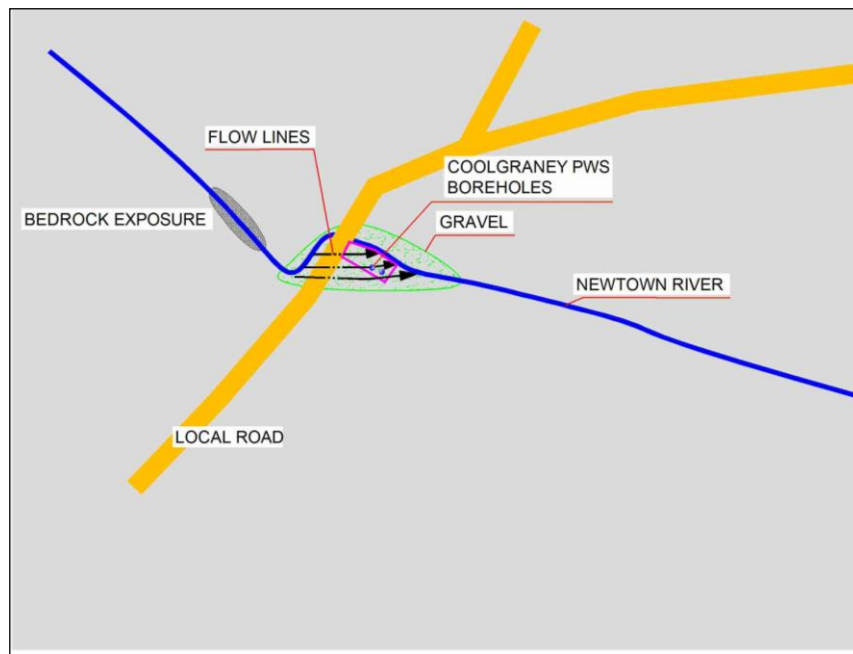 FLOW LINES
COOLGRANEY PWS
BOREHOLES
BEDROCK EXPOSURE
GRAVEL
NEWTOWN RIVER
LOCAL ROAD